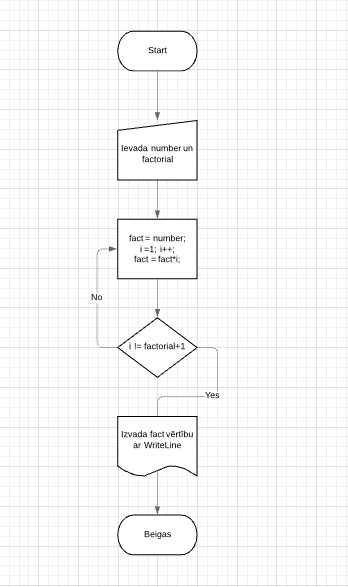 Start
Ievada number un
factorial
fact = number;
i =1; i++;
fact = fact*i;
No
i != factorial+1
Yes
Izvada fact vērtību
ar WriteLine
Beigas